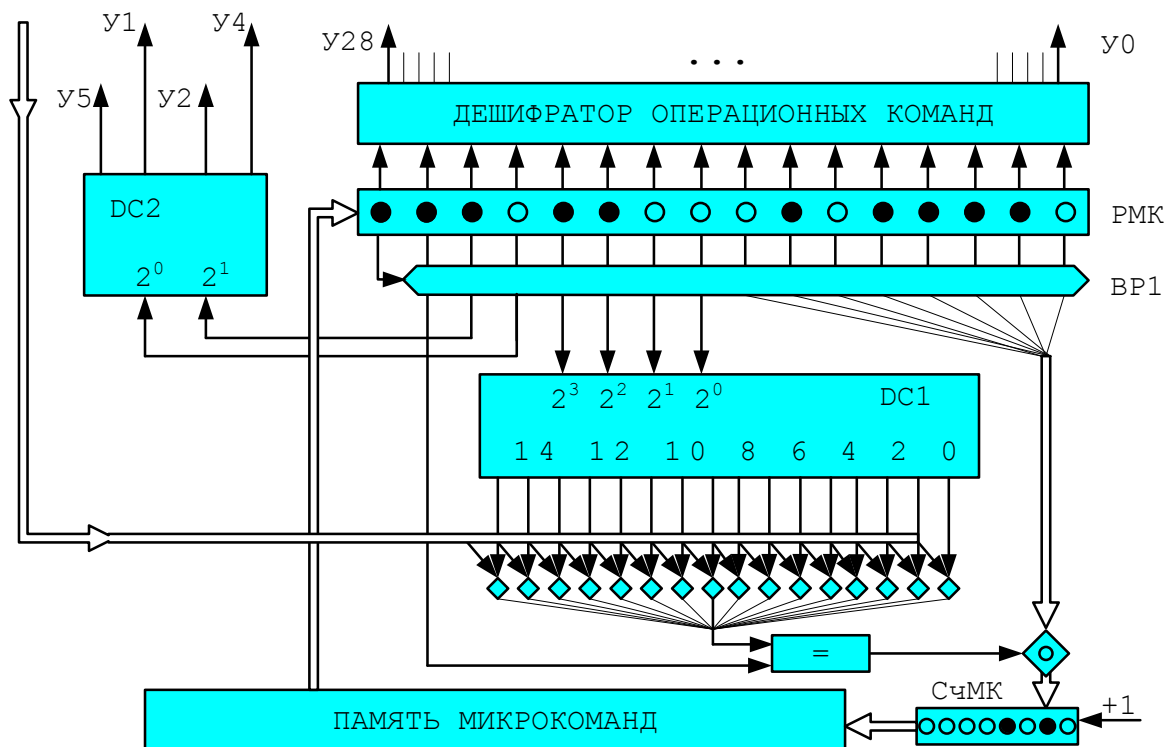 У1 У4
У28 ... У0
У5 У2
ДЕШИФРАТОР ОПЕРАЦИОННЫХ КОМАНД
DC2
РМК
2⁰ 2¹
ВР1
2³ 2² 2¹ 2⁰ DC1
14 12 10 8 6 4 2 0
=
СчМК
+1
ПАМЯТЬ МИКРОКОМАНД